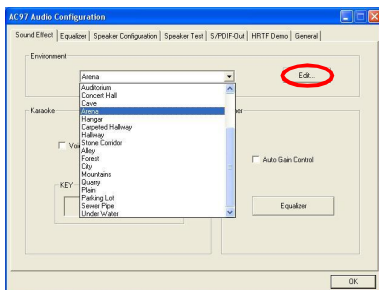 AC97 Audio Configuration
Sound Effect Equalizer Speaker Configuration Speaker Test S/PDIF-Out HRTF Demo General
Environment
Arena
Edit...
Auditorium
Concert Hall
Cave
Arena
Hangar
Carpeted Hallway
Hallway
Stone Corridor
Alley
Forest
City
Mountains
Quarry
Plain
Parking Lot
Sewer Pipe
Under Water
Karaoke
Auto Gain Control
KEY
Equalizer
OK